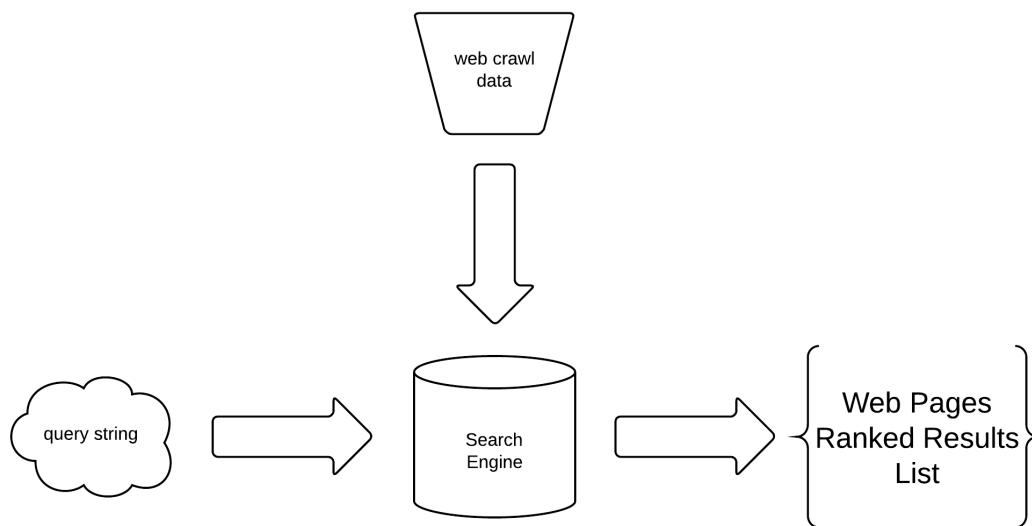 web crawl
data
query string
Search
Engine
Web Pages
Ranked Results
List